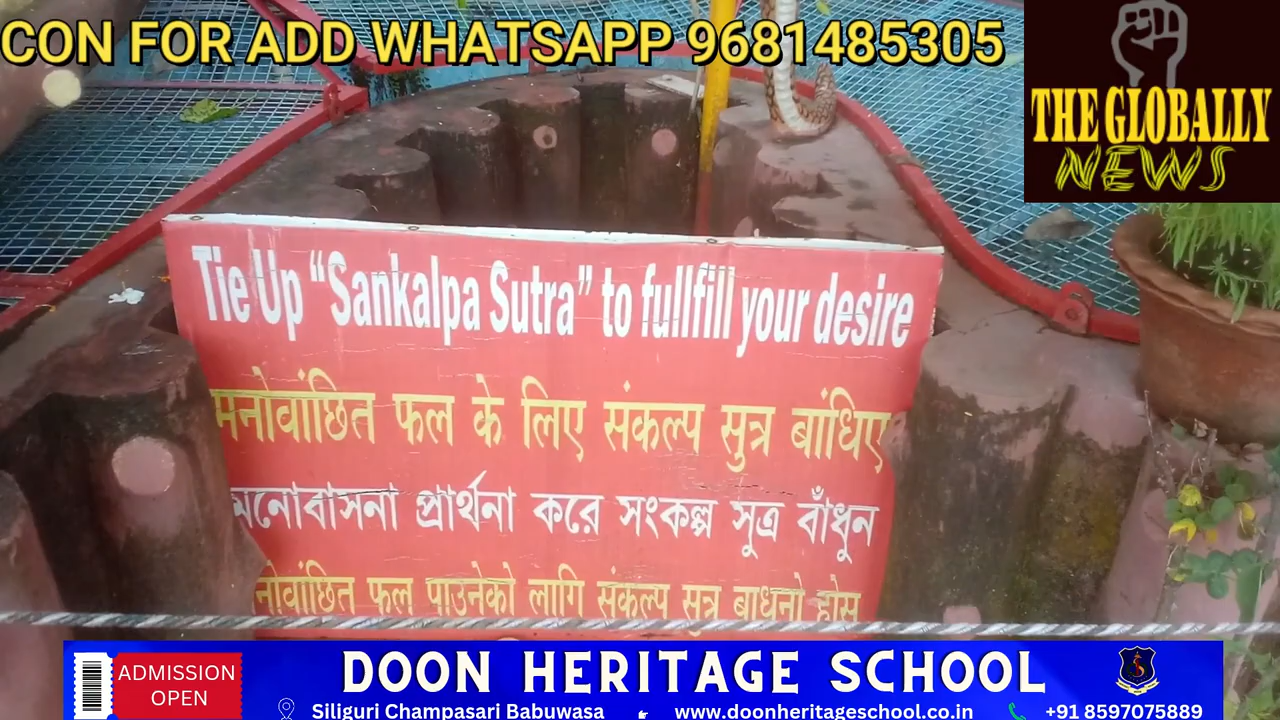 CON FOR ADD WHATSAPP 9681485305
THE GLOBALLY
NEWS
Tie Up “Sankalpa Sutra” to fullfill your desire
मनोवांछित फल के लिए संकल्प सुत्र बांधिए
মনোবাসনা প্রার্থনা করে সংকল্প সুত্র বাঁধুন
मनोवांछित फल पाउनेको लागि संकल्प सुत्र बाधनो होस
ADMISSION
OPEN
DOON HERITAGE SCHOOL
Siliguri Champasari Babuwasa
www.doonheritageschool.co.in
+91 8597075889